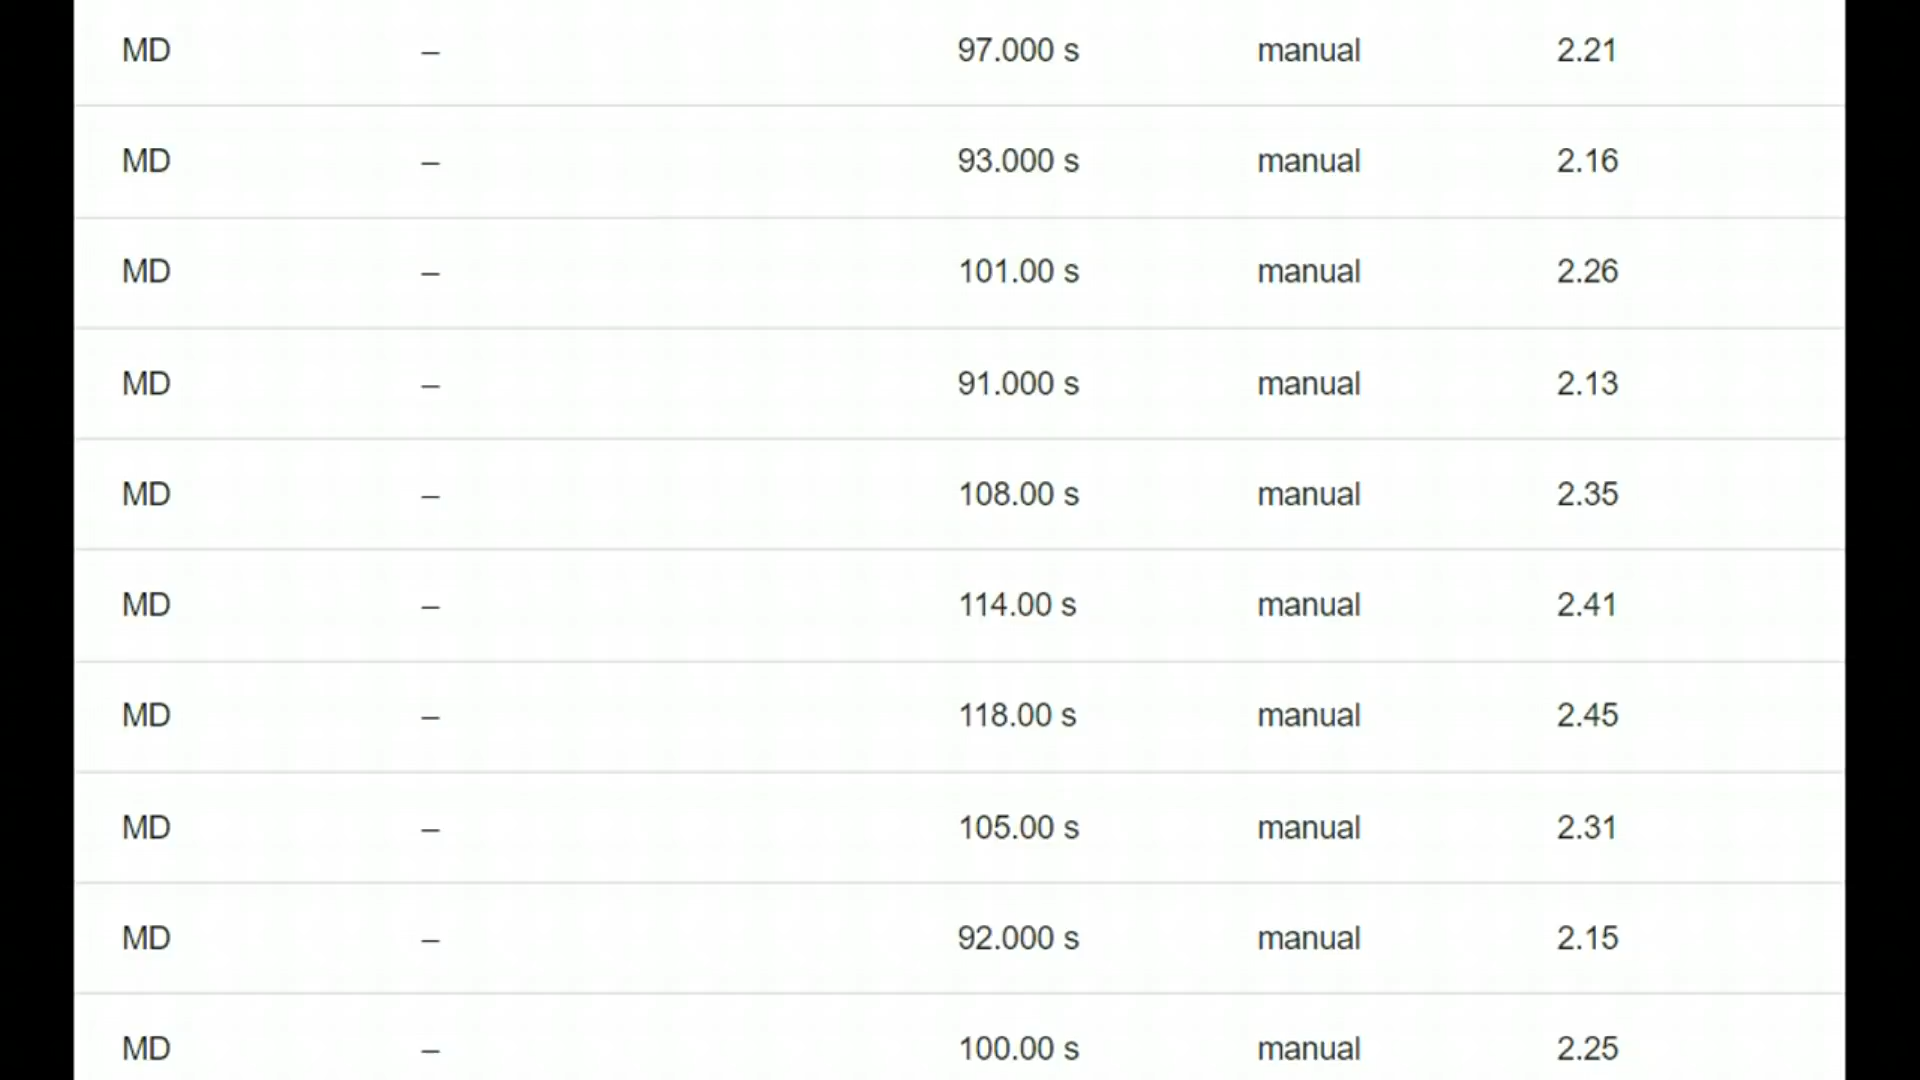 MD – 97.000 s manual 2.21
MD – 93.000 s manual 2.16
MD – 101.00 s manual 2.26
MD – 91.000 s manual 2.13
MD – 108.00 s manual 2.35
MD – 114.00 s manual 2.41
MD – 118.00 s manual 2.45
MD – 105.00 s manual 2.31
MD – 92.000 s manual 2.15
MD – 100.00 s manual 2.25